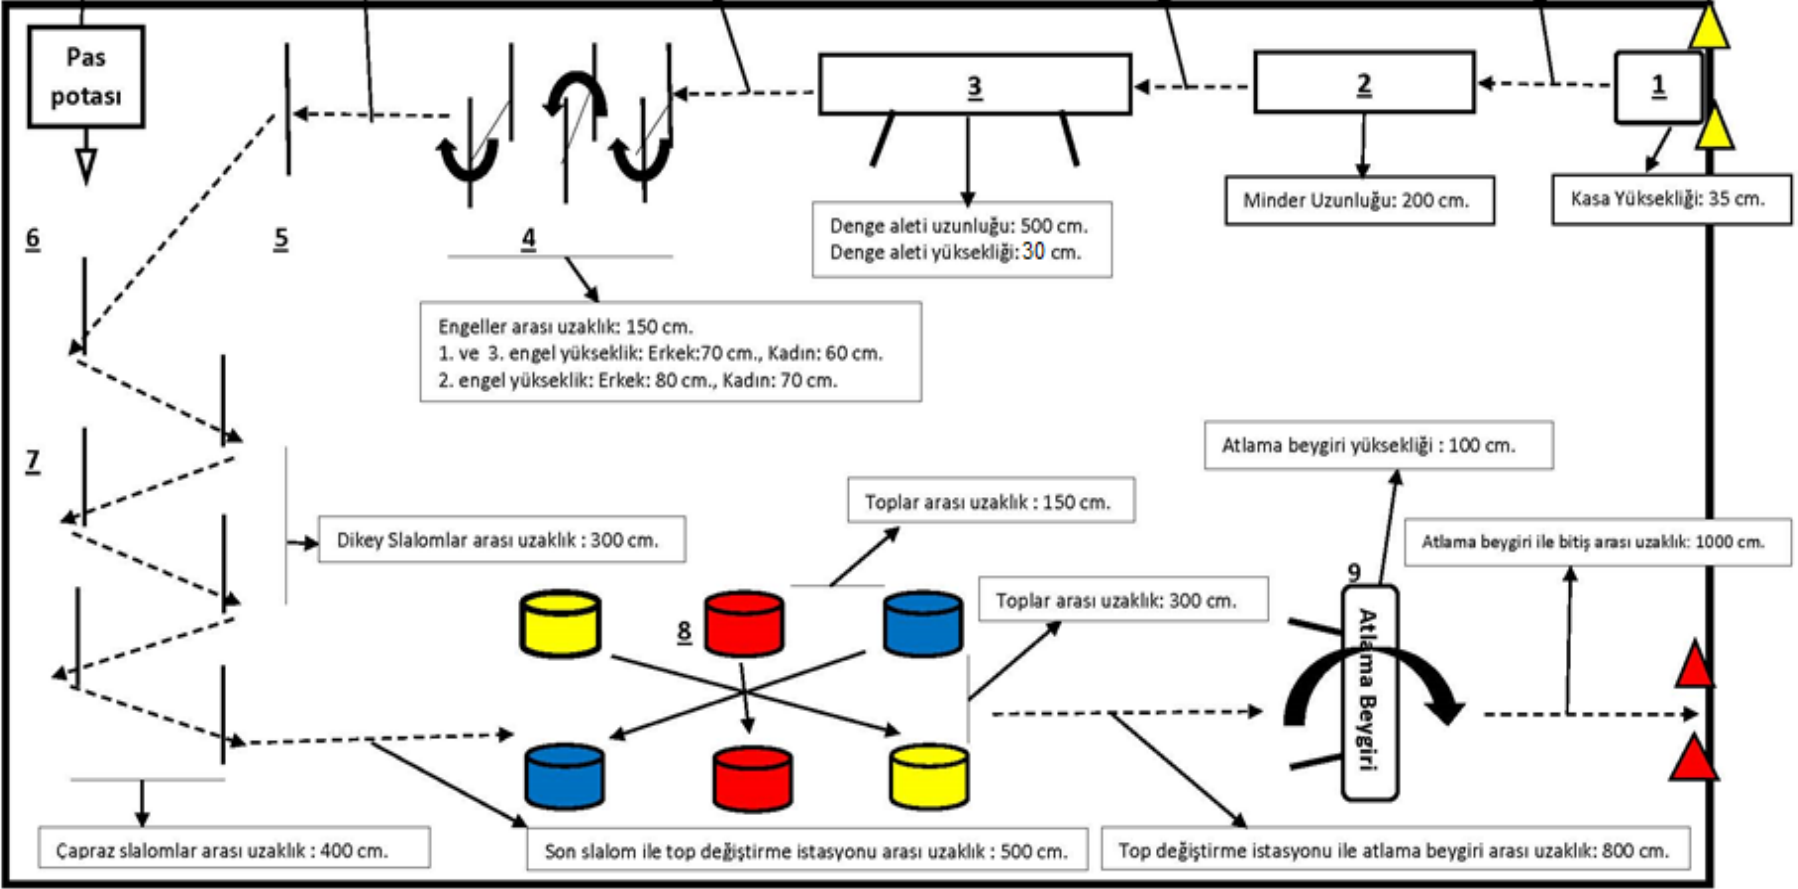 Pas
potası
3
2
1
Minder Uzunluğu: 200 cm.
Kasa Yüksekliği: 35 cm.
Denge aleti uzunluğu: 500 cm.
Denge aleti yüksekliği: 30 cm.
6
5
4
Engeller arası uzaklık: 150 cm.
1. ve 3. engel yükseklik: Erkek:70 cm., Kadın: 60 cm.
2. engel yükseklik: Erkek: 80 cm., Kadın: 70 cm.
7
Atlama beygiri yüksekliği : 100 cm.
Toplar arası uzaklık : 150 cm.
Dikey Slalomlar arası uzaklık : 300 cm.
Atlama beygiri ile bitiş arası uzaklık: 1000 cm.
9
Toplar arası uzaklık: 300 cm.
8
Atlama Beygiri
Çapraz slalomlar arası uzaklık : 400 cm.
Son slalom ile top değiştirme istasyonu arası uzaklık : 500 cm.
Top değiştirme istasyonu ile atlama beygiri arası uzaklık: 800 cm.